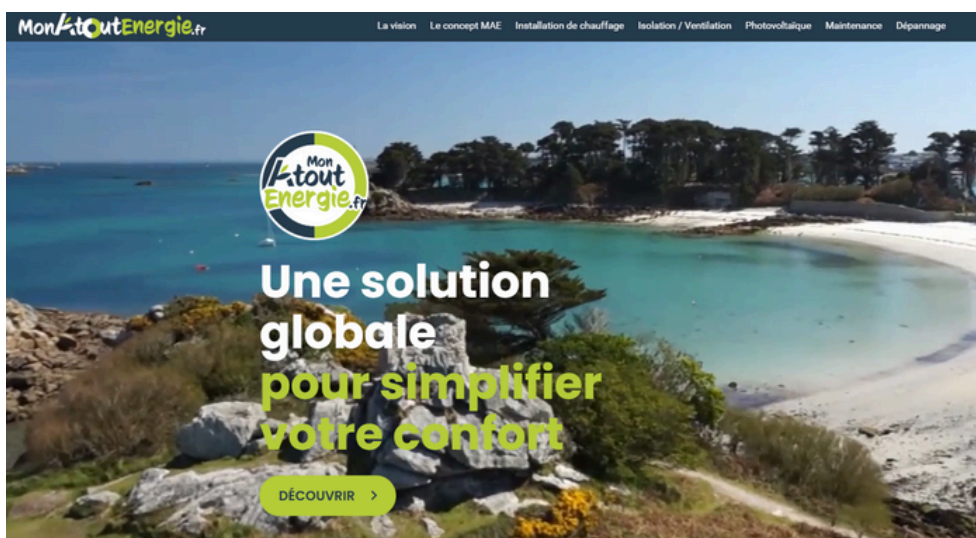 MonAtoutEnergie.fr
La vision Le concept MAE Installation de chauffage Isolation / Ventilation Photovoltaïque Maintenance Dépannage
Mon
Atout
Energie.fr
Une solution
globale
pour simplifier
votre confort
DÉCOUVRIR >